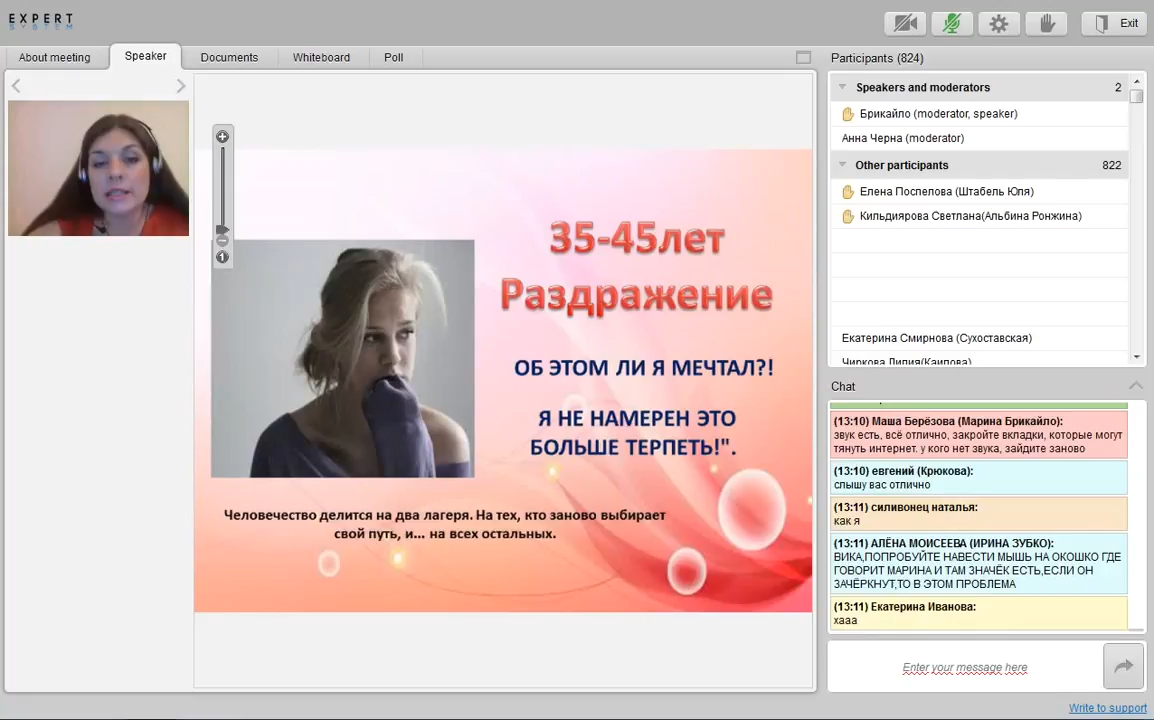 EXPERT
SYSTEM
Exit
About meeting
Speaker
Documents
Whiteboard
Poll
35-45лет
Раздражение
ОБ ЭТОМ ЛИ Я МЕЧТАЛ?!
Я НЕ НАМЕРЕН ЭТО
БОЛЬШЕ ТЕРПЕТЬ!".
Человечество делится на два лагеря. На тех, кто заново выбирает
свой путь, и... на всех остальных.
Participants (824)
Speakers and moderators 2
Брикайло (moderator, speaker)
Анна Черна (moderator)
Other participants 822
Елена Поспелова (Штабель Юля)
Кильдиярова Светлана(Альбина Ронжина)
Екатерина Смирнова (Сухоставская)
Чиркова Лилия(Каипова)
Chat
(13:10) Маша Берёзова (Марина Брикайло):
звук есть, всё отлично, закройте вкладки, которые могут
тянуть интернет. у кого нет звука, зайдите заново
(13:10) евгений (Крюкова):
слышу вас отлично
(13:11) силивонец наталья:
как я
(13:11) АЛЁНА МОИСЕЕВА (ИРИНА ЗУБКО):
ВИКА,ПОПРОБУЙТЕ НАВЕСТИ МЫШЬ НА ОКОШКО ГДЕ
ГОВОРИТ МАРИНА И ТАМ ЗНАЧЁК ЕСТЬ,ЕСЛИ ОН
ЗАЧЁРКНУТ,ТО В ЭТОМ ПРОБЛЕМА
(13:11) Екатерина Иванова:
хааа
Enter your message here
Write to support